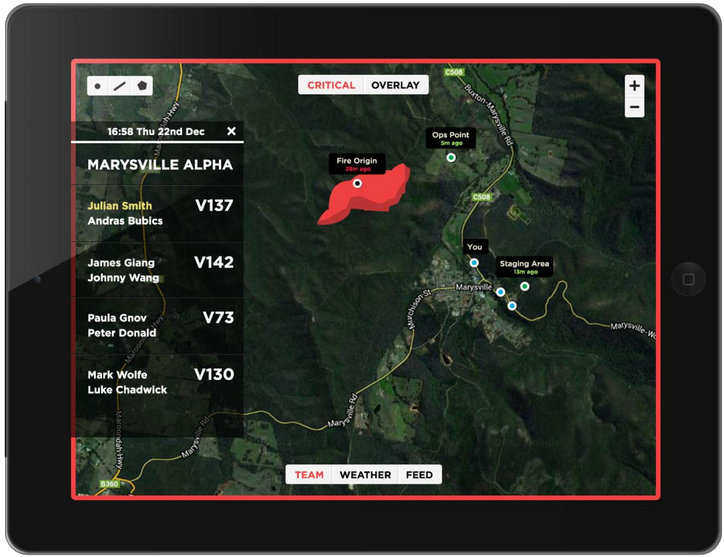 C508
CRITICAL OVERLAY
+
−
Buxton-Marysville Rd
16:58 Thu 22nd Dec ×
MARYSVILLE ALPHA
Ops Point
5m ago
Fire Origin
28m ago
Julian Smith V137
Andras Bubics
C508
James Giang V142
Johnny Wang
You
Staging Area
13m ago
Marysville
Murchison St
Paula Gnov V73
Peter Donald
Marysville-Wo
Mark Wolfe V130
Luke Chadwick
Marysville Rd
Marysville Rd
Maroondah Hwy
TEAM WEATHER FEED
B360